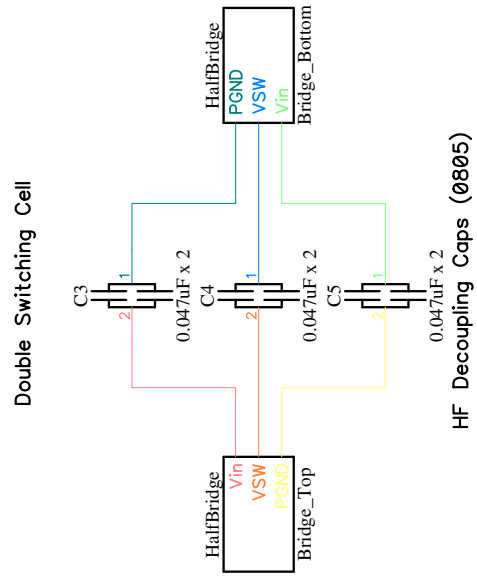 Double Switching Cell
HalfBridge
PGND
VSW
Vin
Bridge_Bottom
C3
1
2
0.047uF x 2
C4
1
2
0.047uF x 2
C5
1
2
0.047uF x 2
HalfBridge
Vin
VSW
PGND
Bridge_Top
HF Decoupling Caps (0805)